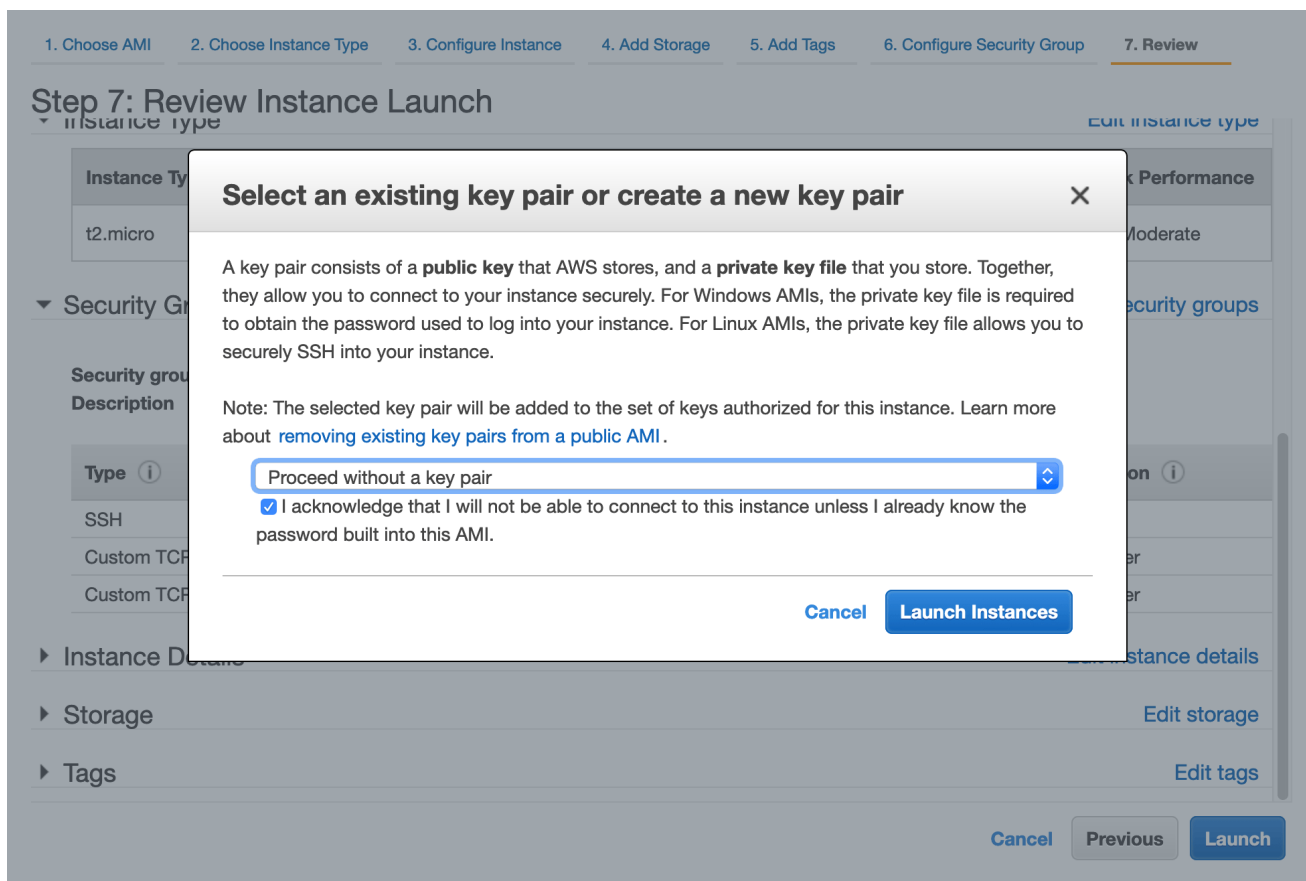 1. Choose AMI 2. Choose Instance Type 3. Configure Instance 4. Add Storage 5. Add Tags 6. Configure Security Group 7. Review
Step 7: Review Instance Launch
Instance Type Edit instance type
Instance Ty Performance
t2.micro Moderate
Select an existing key pair or create a new key pair
A key pair consists of a public key that AWS stores, and a private key file that you store. Together,
they allow you to connect to your instance securely. For Windows AMIs, the private key file is required
to obtain the password used to log into your instance. For Linux AMIs, the private key file allows you to
securely SSH into your instance.
Note: The selected key pair will be added to the set of keys authorized for this instance. Learn more
about removing existing key pairs from a public AMI.
Proceed without a key pair
I acknowledge that I will not be able to connect to this instance unless I already know the
password built into this AMI.
Cancel Launch Instances
Security Gr ecurity groups
Security grou
Description
Type on
SSH
Custom TCP er
Custom TCP er
Instance Details Edit instance details
Storage Edit storage
Tags Edit tags
Cancel Previous Launch